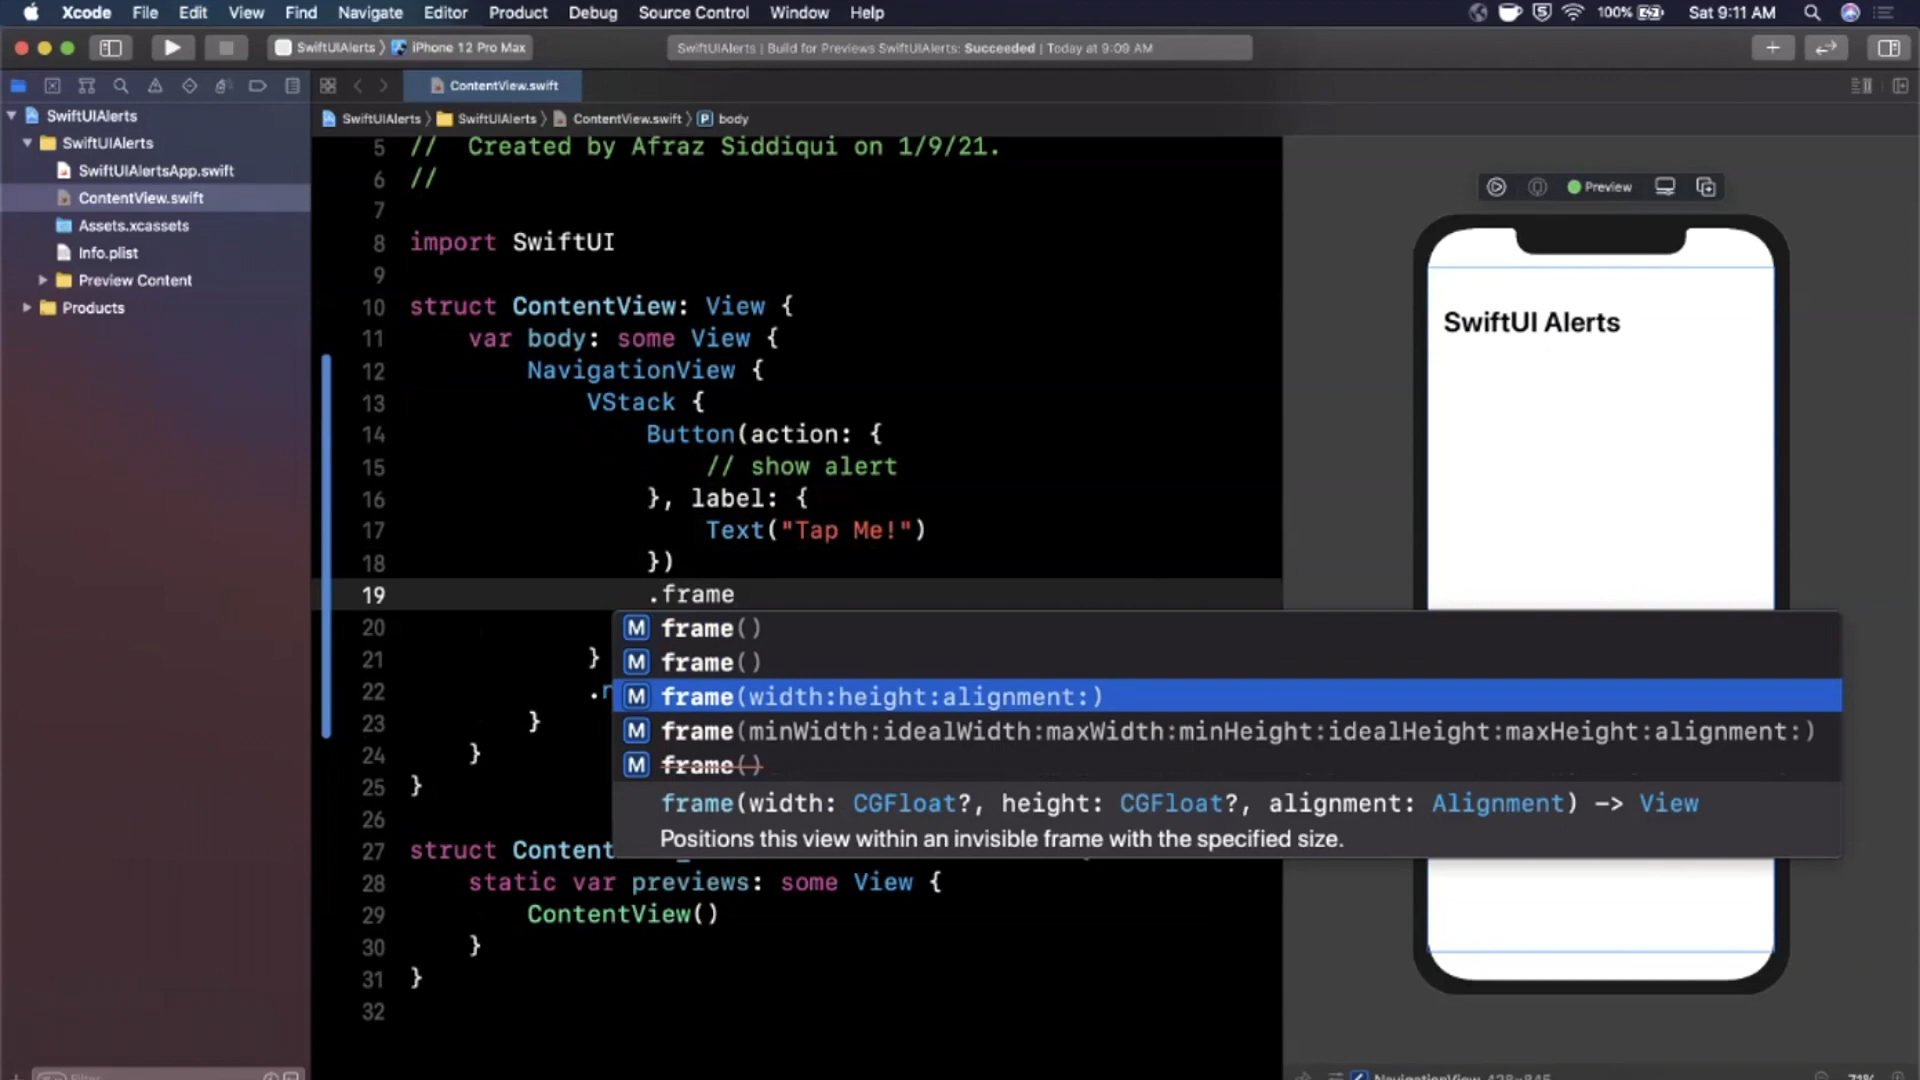 Xcode File Edit View Find Navigate Editor Product Debug Source Control Window Help 100% Sat 9:11 AM
SwiftUIAlerts 〉 iPhone 12 Pro Max
SwiftUIAlerts | Build for Previews SwiftUIAlerts: Succeeded | Today at 9:09 AM
ContentView.swift
SwiftUIAlerts 〉 SwiftUIAlerts 〉 ContentView.swift 〉 P body
SwiftUIAlerts
SwiftUIAlerts
SwiftUIAlertsApp.swift
ContentView.swift
Assets.xcassets
Info.plist
Preview Content
Products
5 //  Created by Afraz Siddiqui on 1/9/21.
6 //
7
8 import SwiftUI
9
10 struct ContentView: View {
11 var body: some View {
12 NavigationView {
13 VStack {
14 Button(action: {
15 // show alert
16 }, label: {
17 Text("Tap Me!")
18 })
19 .frame
20
21 }
22 .n
23 }
24 }
25 }
26
27 struct Content
28 static var previews: some View {
29 ContentView()
30 }
31 }
32
M frame()
M frame()
M frame(width:height:alignment:)
M frame(minWidth:idealWidth:maxWidth:minHeight:idealHeight:maxHeight:alignment:)
M frame()
frame(width: CGFloat?, height: CGFloat?, alignment: Alignment) -> View
Positions this view within an invisible frame with the specified size.
Preview
SwiftUI Alerts
Filter
NavigationView 428×845
71%